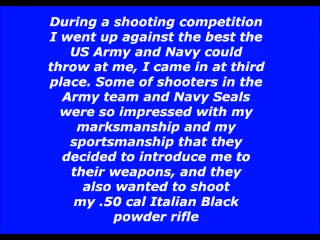 During a shooting competition
I went up against the best the
US Army and Navy could
throw at me, I came in at third
place. Some of shooters in the
Army team and Navy Seals
were so impressed with my
marksmanship and my
sportsmanship that they
decided to introduce me to
their weapons, and they
also wanted to shoot
my .50 cal Italian Black
powder rifle